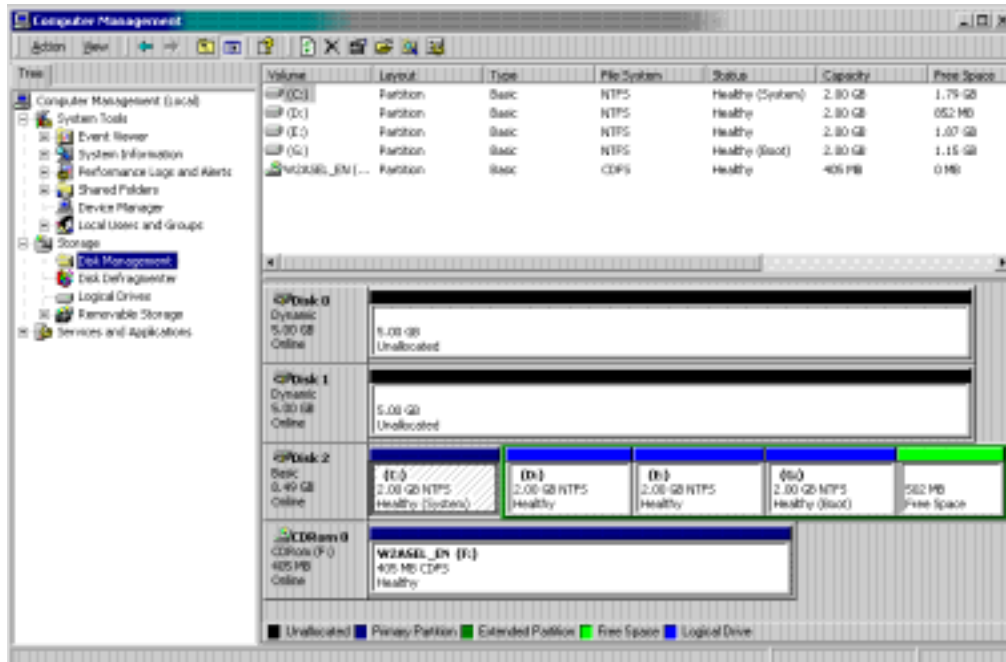 Computer Management
Action View
Tree
Computer Management (Local)
System Tools
Event Viewer
System Information
Performance Logs and Alerts
Shared Folders
Device Manager
Local Users and Groups
Storage
Disk Management
Disk Defragmenter
Logical Drives
Removable Storage
Services and Applications
Volume Layout Type File System Status Capacity Free Space
(C:) Partition Basic NTFS Healthy (System) 2.00 GB 1.79 GB
(D:) Partition Basic NTFS Healthy 2.00 GB 852 MB
(E:) Partition Basic NTFS Healthy 2.00 GB 1.07 GB
(G:) Partition Basic NTFS Healthy (Boot) 2.00 GB 1.15 GB
W2ASEL_EN (... Partition Basic CDFS Healthy 405 MB 0 MB
Disk 0
Dynamic
5.00 GB
Online
5.00 GB
Unallocated
Disk 1
Dynamic
5.00 GB
Online
5.00 GB
Unallocated
Disk 2
Basic
8.49 GB
Online
(C:)
2.00 GB NTFS
Healthy (System)
(D:)
2.00 GB NTFS
Healthy
(E:)
2.00 GB NTFS
Healthy
(G:)
2.00 GB NTFS
Healthy (Boot)
502 MB
Free Space
CDRom 0
CDRom (F:)
405 MB
Online
W2ASEL_EN (F:)
405 MB CDFS
Healthy
Unallocated Primary Partition Extended Partition Free Space Logical Drive